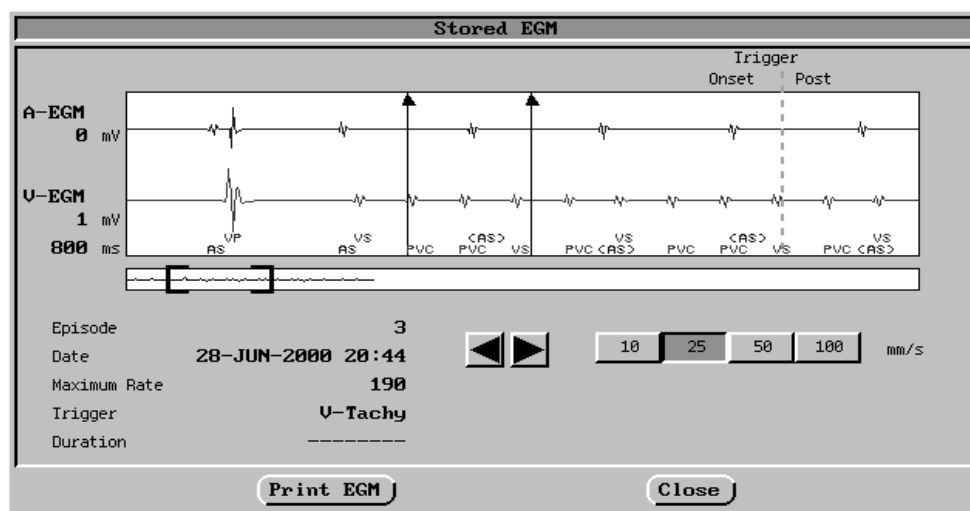 Stored EGM
Trigger
Onset Post
A-EGM
0 mV
V-EGM
1 mV
VP VS (AS) VS (AS) VS
800 ms AS AS PVC PVC VS PVC (AS) PVC PVC VS PVC (AS)
Episode 3
10 25 50 100 mm/s
Date 28-JUN-2000 20:44
Maximum Rate 190
Trigger V-Tachy
Duration --------
Print EGM Close